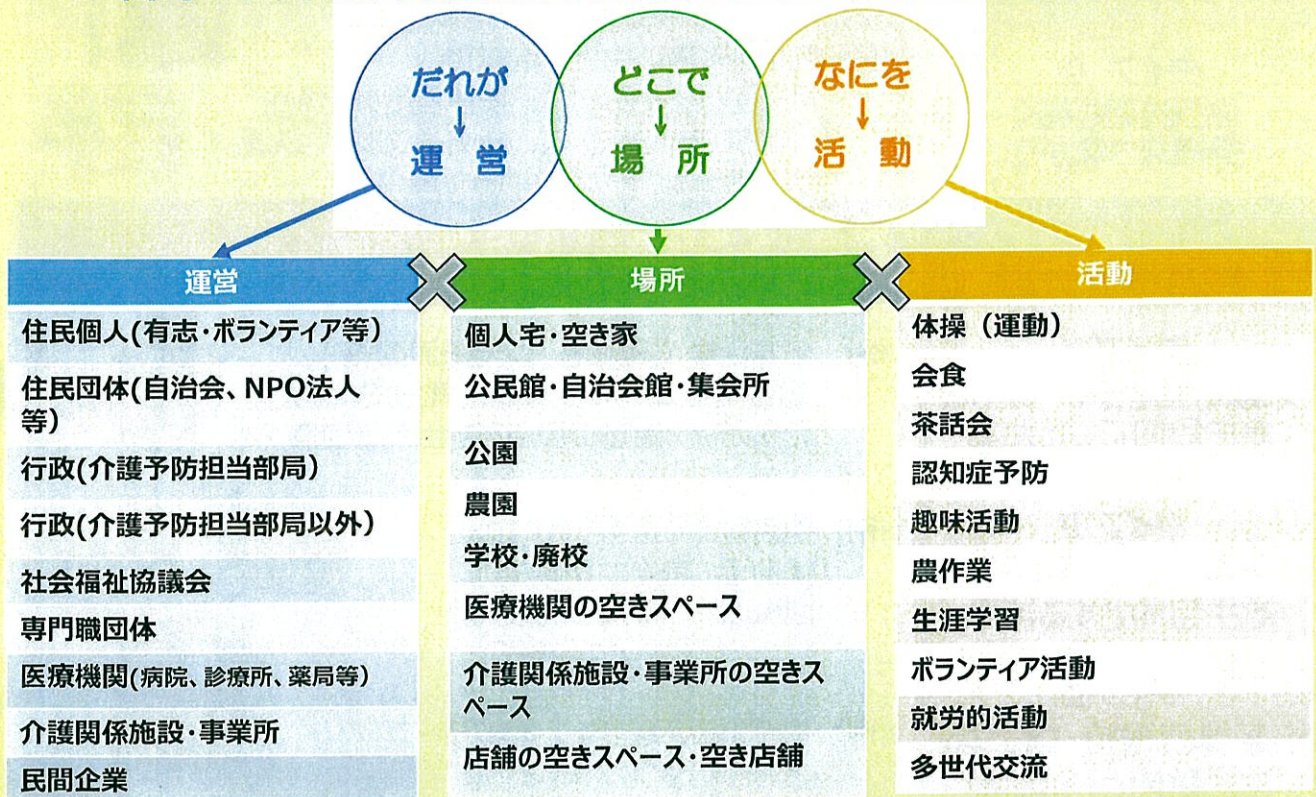 だれが
↓
運営
どこで
↓
場所
なにを
↓
活動
運営
住民個人(有志・ボランティア等)
住民団体(自治会、NPO法人
等)
行政(介護予防担当部局)
行政(介護予防担当部局以外)
社会福祉協議会
専門職団体
医療機関(病院、診療所、薬局等)
介護関係施設・事業所
民間企業
場所
個人宅・空き家
公民館・自治会館・集会所
公園
農園
学校・廃校
医療機関の空きスペース
介護関係施設・事業所の空きス
ペース
店舗の空きスペース・空き店舗
活動
体操（運動）
会食
茶話会
認知症予防
趣味活動
農作業
生涯学習
ボランティア活動
就労的活動
多世代交流